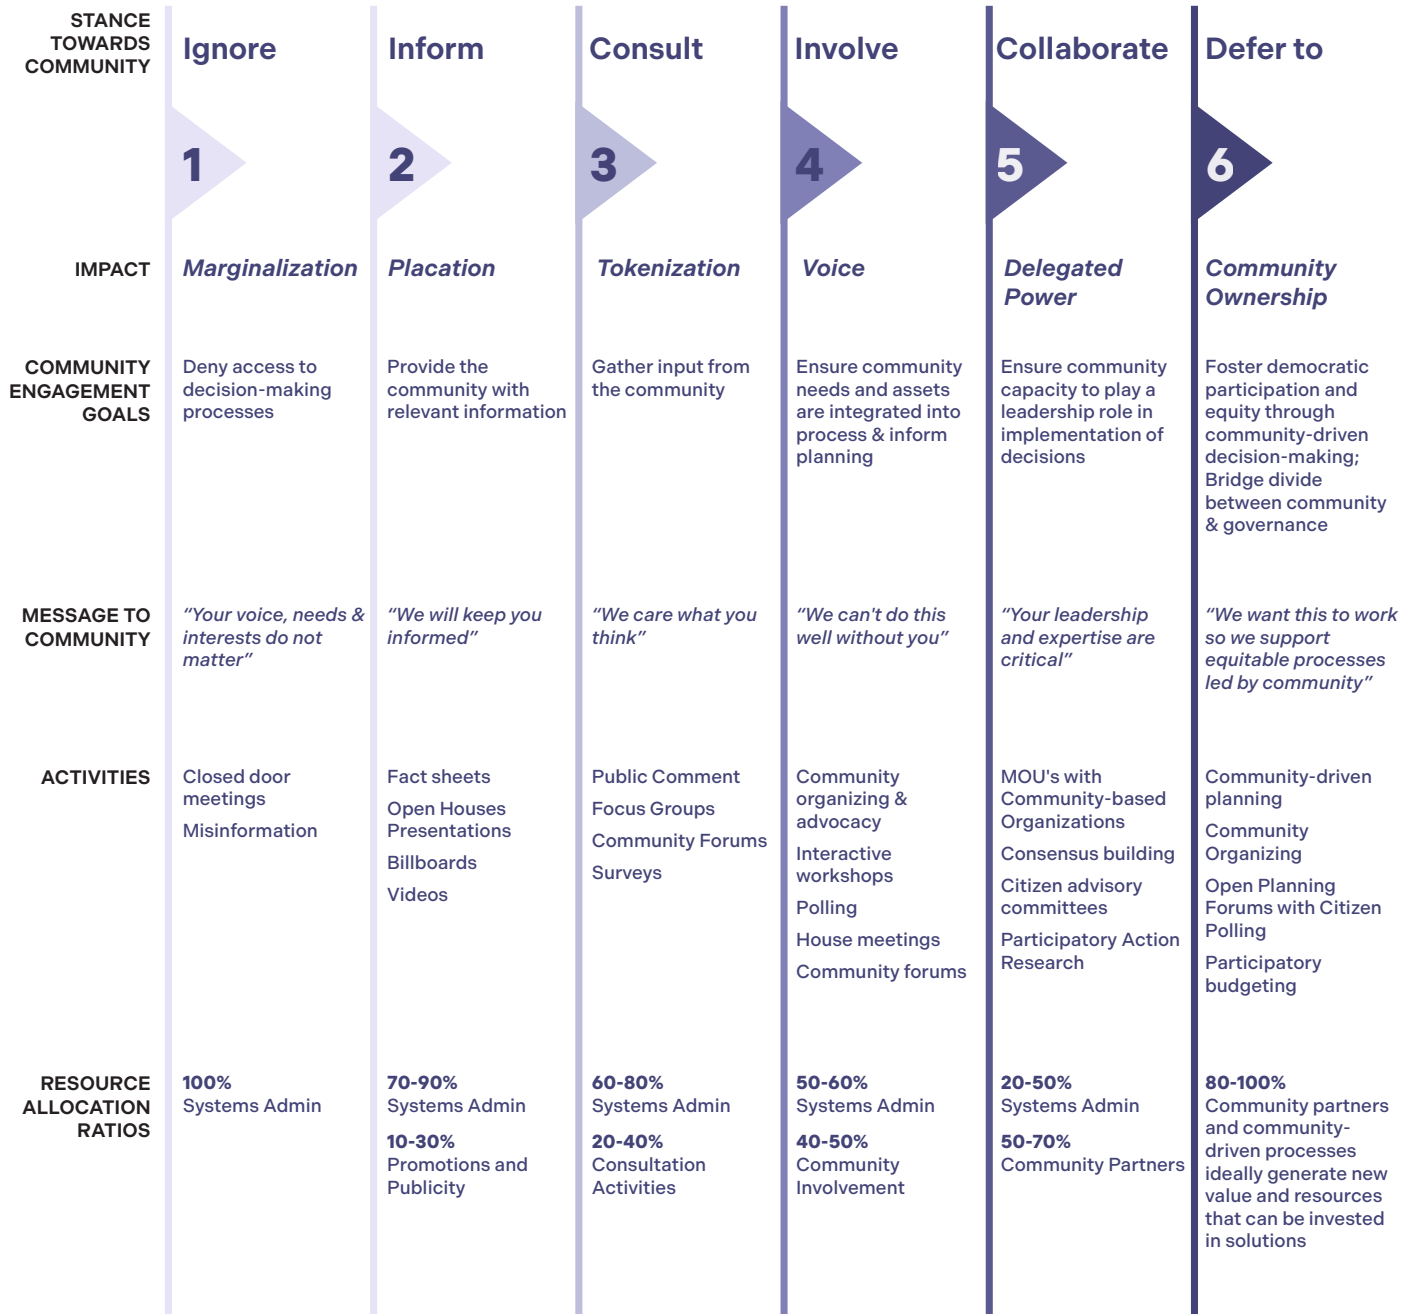 STANCE
TOWARDS
COMMUNITY
Ignore
Inform
Consult
Involve
Collaborate
Defer to
1
2
3
4
5
6
IMPACT
Marginalization
Placation
Tokenization
Voice
Delegated
Power
Community
Ownership
COMMUNITY
ENGAGEMENT
GOALS
Deny access to
decision-making
processes
Provide the
community with
relevant information
Gather input from
the community
Ensure community
needs and assets
are integrated into
process & inform
planning
Ensure community
capacity to play a
leadership role in
implementation of
decisions
Foster democratic
participation and
equity through
community-driven
decision-making;
Bridge divide
between community
& governance
MESSAGE TO
COMMUNITY
“Your voice, needs &
interests do not
matter”
“We will keep you
informed”
“We care what you
think”
“We can't do this
well without you”
“Your leadership
and expertise are
critical”
“We want this to work
so we support
equitable processes
led by community”
ACTIVITIES
Closed door
meetings
Misinformation
Fact sheets
Open Houses
Presentations
Billboards
Videos
Public Comment
Focus Groups
Community Forums
Surveys
Community
organizing &
advocacy
Interactive
workshops
Polling
House meetings
Community forums
MOU's with
Community-based
Organizations
Consensus building
Citizen advisory
committees
Participatory Action
Research
Community-driven
planning
Community
Organizing
Open Planning
Forums with Citizen
Polling
Participatory
budgeting
RESOURCE
ALLOCATION
RATIOS
100%
Systems Admin
70-90%
Systems Admin
10-30%
Promotions and
Publicity
60-80%
Systems Admin
20-40%
Consultation
Activities
50-60%
Systems Admin
40-50%
Community
Involvement
20-50%
Systems Admin
50-70%
Community Partners
80-100%
Community partners
and community-
driven processes
ideally generate new
value and resources
that can be invested
in solutions